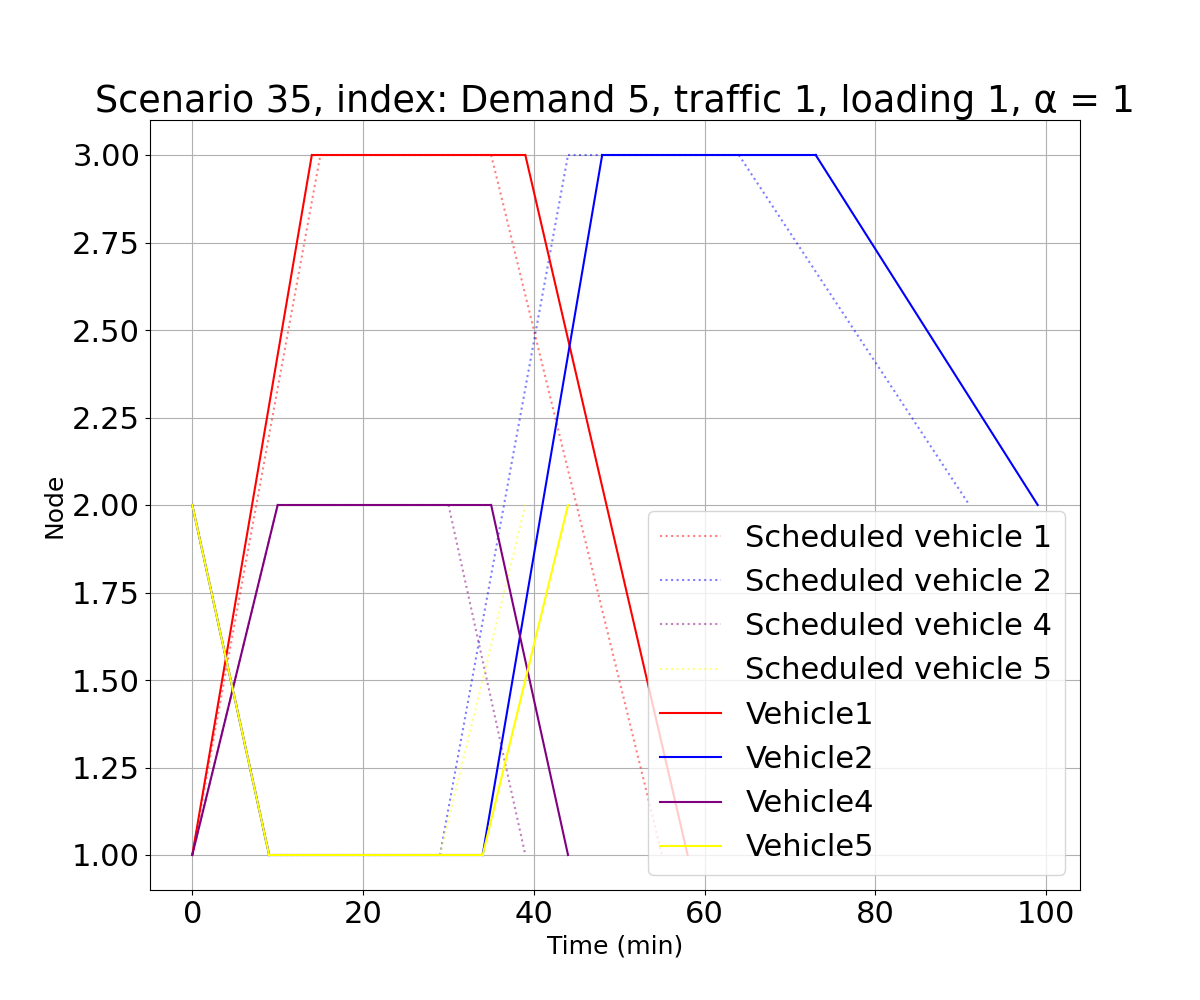 Scenario 35, index: Demand 5, traffic 1, loading 1, α = 1
3.00
2.75
2.50
2.25
2.00
1.75
1.50
1.25
1.00
Node
Scheduled vehicle 1
Scheduled vehicle 2
Scheduled vehicle 4
Scheduled vehicle 5
Vehicle1
Vehicle2
Vehicle4
Vehicle5
0 20 40 60 80 100
Time (min)